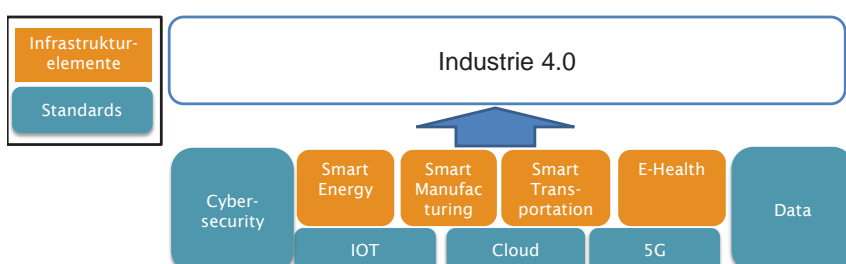 Infrastruktur-
elemente
Standards
Industrie 4.0
Cyber-
security
Smart
Energy
Smart
Manufac
turing
Smart
Trans-
portation
E-Health
Data
IOT
Cloud
5G